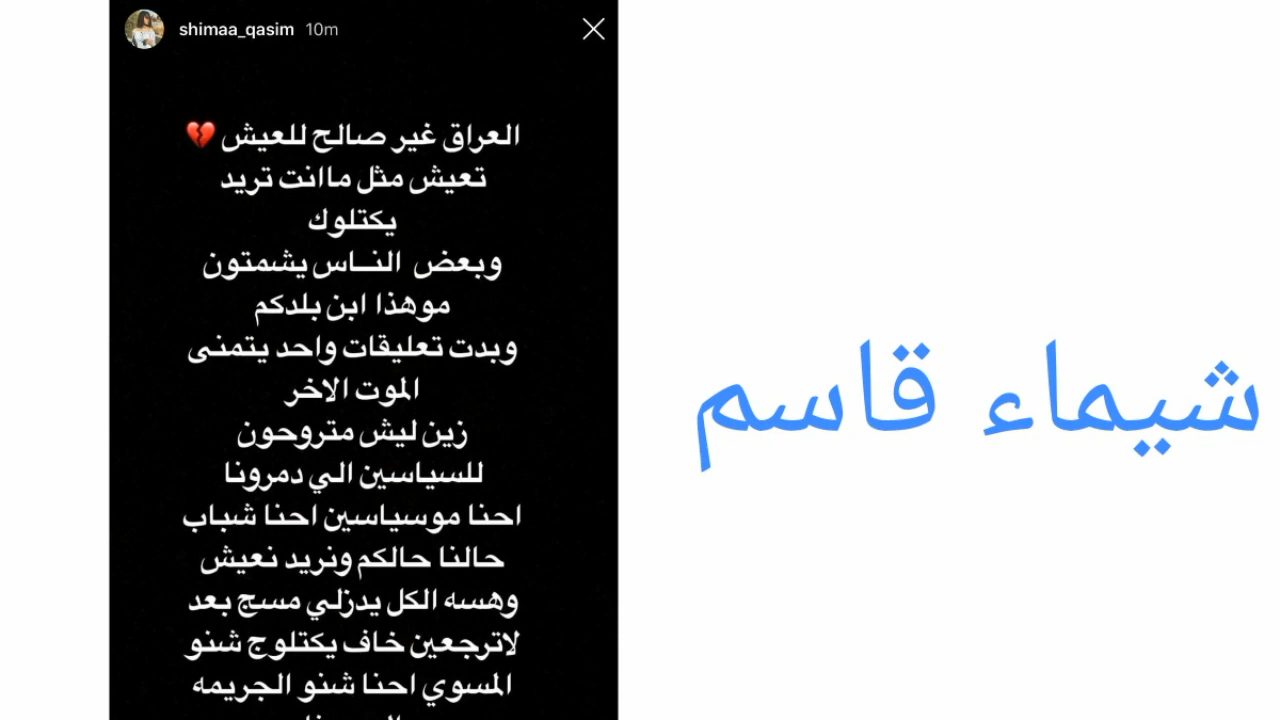 shimaa_qasim 10m
العراق غير صالح للعيش 💔
تعيش مثل ماانت تريد
يكتلوك
وبعض النـاس يشمتون
موهذا ابن بلدكم
وبدت تعليقات واحد يتمنى
الموت الاخر
زين ليش متروحون
للسياسين الي دمرونا
احنا موسياسين احنا شباب
حالنا حالكم ونريد نعيش
وهسه الكل يدزلي مسج بعد
لاترجعين خاف يكتلوج شنو
المسوي احنا شنو الجريمه
شيماء قاسم